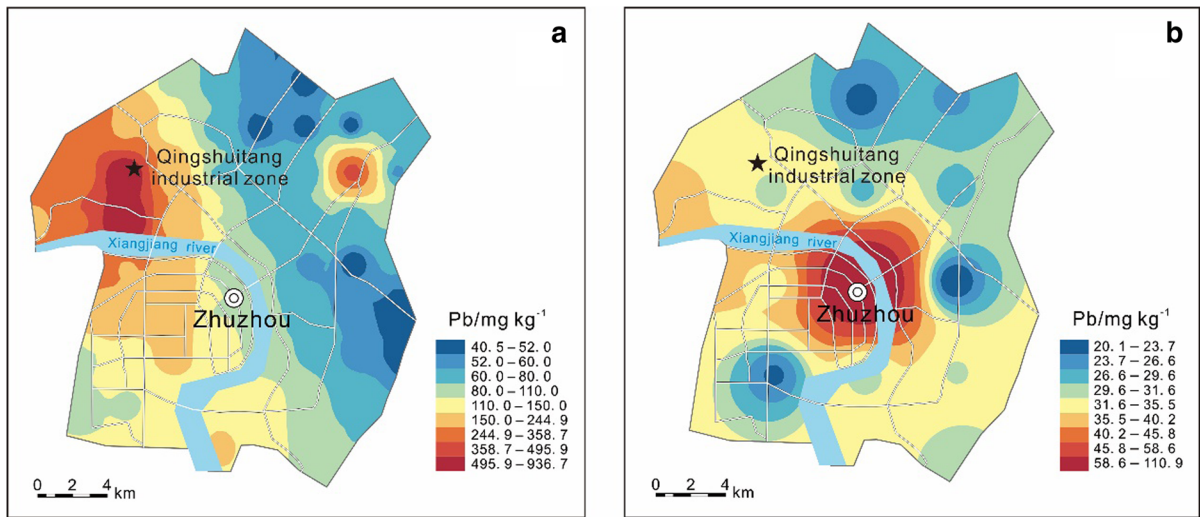 a
Qingshuitang
industrial zone
Xiangjiang river
Zhuzhou
Pb/mg kg⁻¹
40.5–52.0
52.0–60.0
60.0–80.0
80.0–110.0
110.0–150.0
150.0–244.9
244.9–358.7
358.7–495.9
495.9–936.7
0 2 4 km
b
Qingshuitang
industrial zone
Xiangjiang river
Zhuzhou
Pb/mg kg⁻¹
20.1–23.7
23.7–26.6
26.6–29.6
29.6–31.6
31.6–35.5
35.5–40.2
40.2–45.8
45.8–58.6
58.6–110.9
0 2 4 km